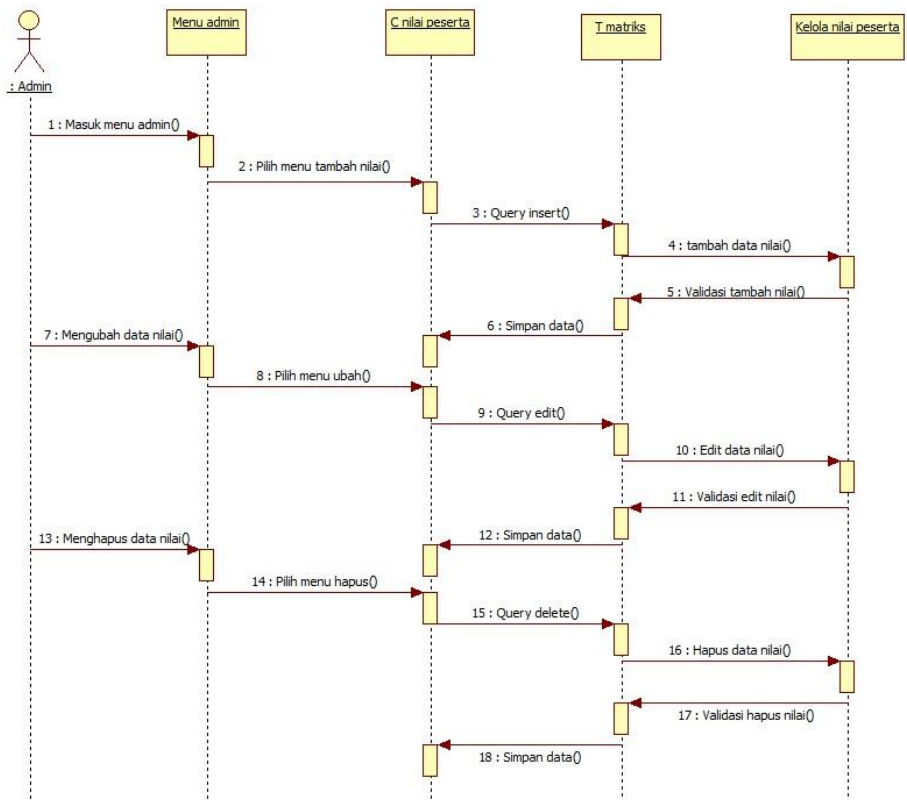 Menu admin
C nilai peserta
T matriks
Kelola nilai peserta
: Admin
1 : Masuk menu admin()
2 : Pilih menu tambah nilai()
3 : Query insert()
4 : tambah data nilai()
5 : Validasi tambah nilai()
6 : Simpan data()
7 : Mengubah data nilai()
8 : Pilih menu ubah()
9 : Query edit()
10 : Edit data nilai()
11 : Validasi edit nilai()
12 : Simpan data()
13 : Menghapus data nilai()
14 : Pilih menu hapus()
15 : Query delete()
16 : Hapus data nilai()
17 : Validasi hapus nilai()
18 : Simpan data()